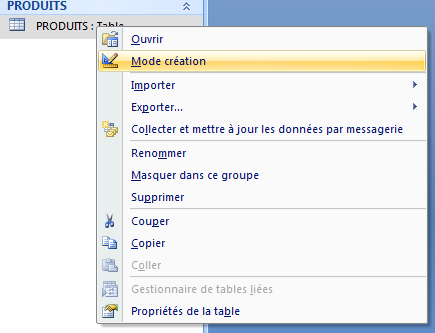 PRODUITS
PRODUITS : Table
Ouvrir
Mode création
Importer
Exporter...
Collecter et mettre à jour les données par messagerie
Renommer
Masquer dans ce groupe
Supprimer
Couper
Copier
Coller
Gestionnaire de tables liées
Propriétés de la table